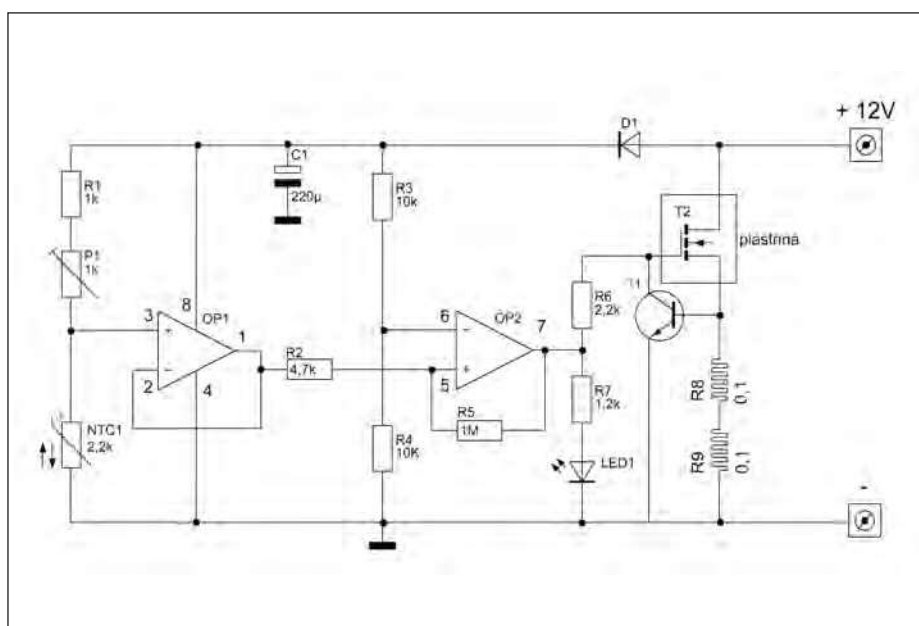 + 12V
D1
C1
220µ
R1
1k
R3
10k
T2
plastina
P1
1k
R6
2,2k
T1
8
3
+
OP1
1
-
2
4
R2
4,7k
6
-
OP2
7
+
5
R7
1,2k
R8
0,1
NTC1
2,2k
R5
1M
R4
10K
LED1
R9
0,1
-